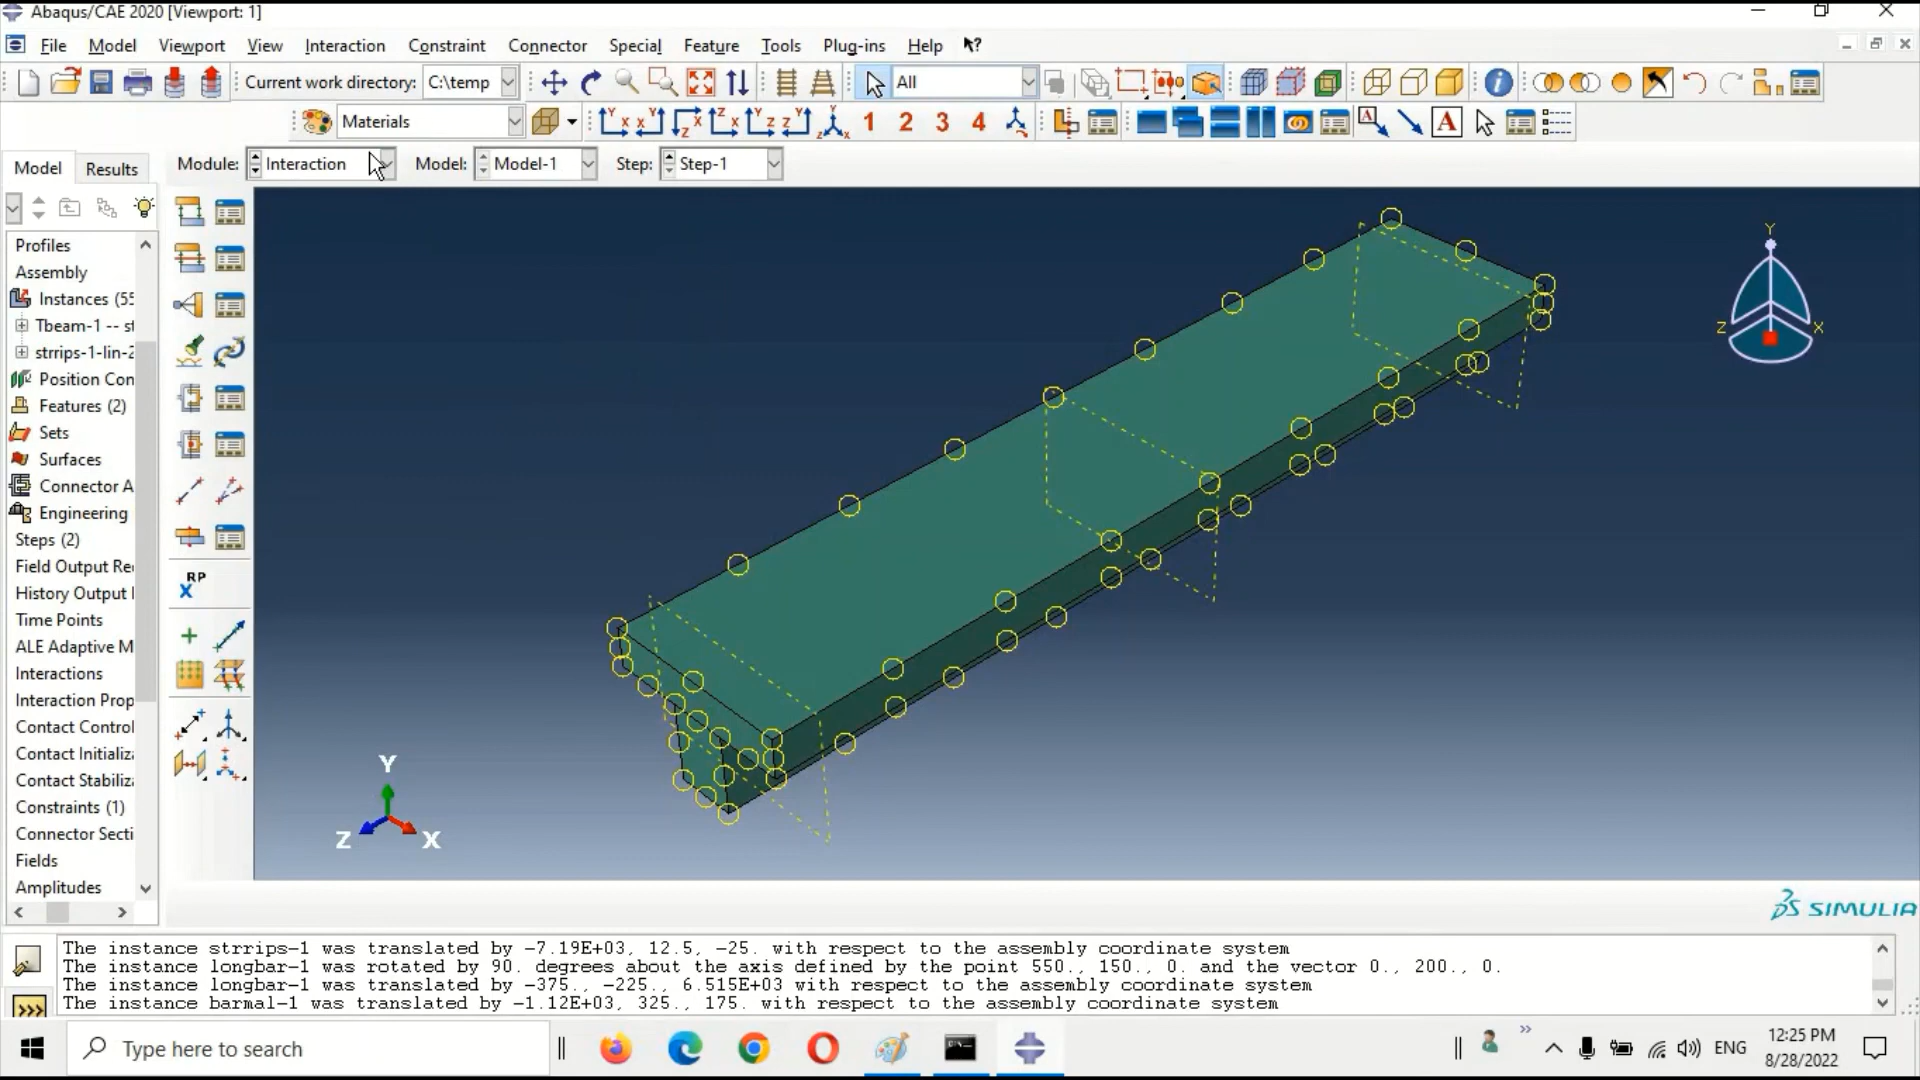 Abaqus/CAE 2020 [Viewport: 1]
File Model Viewport View Interaction Constraint Connector Special Feature Tools Plug-ins Help
Current work directory: C:\temp All
Materials 1 2 3 4 A
Module: Interaction Model: Model-1 Step: Step-1
Model Results
Profiles
Assembly
Instances (55
Tbeam-1 -- st
strrips-1-lin-2
Position Con
Features (2)
Sets
Surfaces
Connector A
Engineering
Steps (2)
Field Output Re
History Output
Time Points
ALE Adaptive M
Interactions
Interaction Prop
Contact Control
Contact Initializa
Contact Stabiliza
Constraints (1)
Connector Secti
Fields
Amplitudes
RP
Y
Z X
Y
Z X
SIMULIA
The instance strrips-1 was translated by -7.19E+03, 12.5, -25. with respect to the assembly coordinate system
The instance longbar-1 was rotated by 90. degrees about the axis defined by the point 550., 150., 0. and the vector 0., 200., 0.
The instance longbar-1 was translated by -375., -225., 6.515E+03 with respect to the assembly coordinate system
The instance barmal-1 was translated by -1.12E+03, 325., 175. with respect to the assembly coordinate system
Type here to search
ENG
12:25 PM
8/28/2022